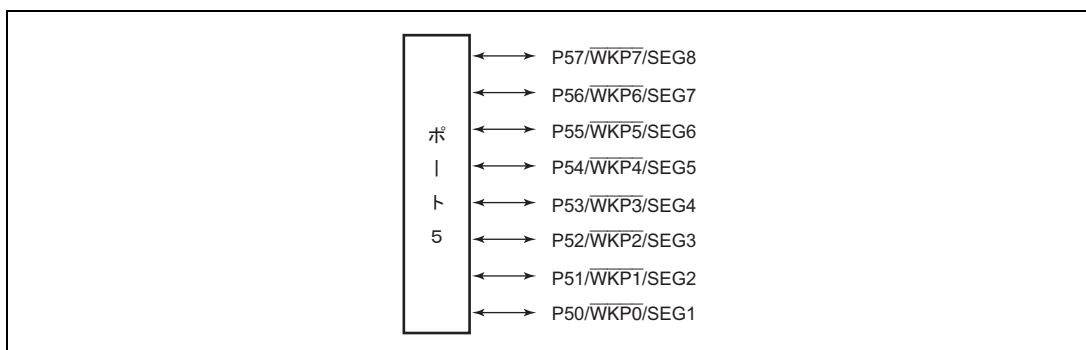 ポート5
P57/WKP7/SEG8
P56/WKP6/SEG7
P55/WKP5/SEG6
P54/WKP4/SEG5
P53/WKP3/SEG4
P52/WKP2/SEG3
P51/WKP1/SEG2
P50/WKP0/SEG1